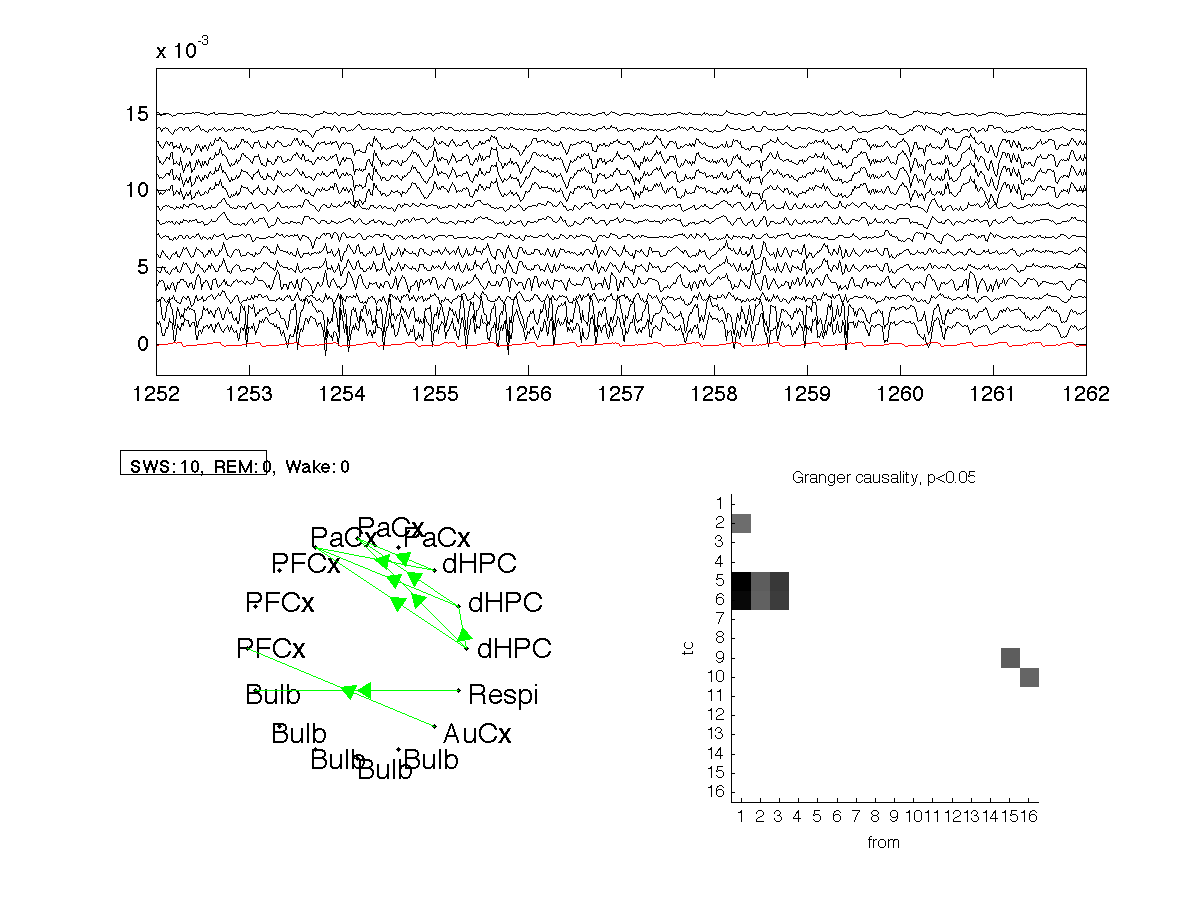 x 10-3
15
10
5
0
1252 1253 1254 1255 1256 1257 1258 1259 1260 1261 1262
SWS:10, REM:0, Wake:0
Granger causality, p<0.05
PaCx
PaCx PaCx
PFCx dHPC
PFCx dHPC
PFCx dHPC
Bulb Respi
Bulb AuCx
Bulb Bulb
Bulb
1
2
3
4
5
6
7
8
9
10
11
12
13
14
15
16
to
1 2 3 4 5 6 7 8 9 10 11 12 13 14 15 16
from